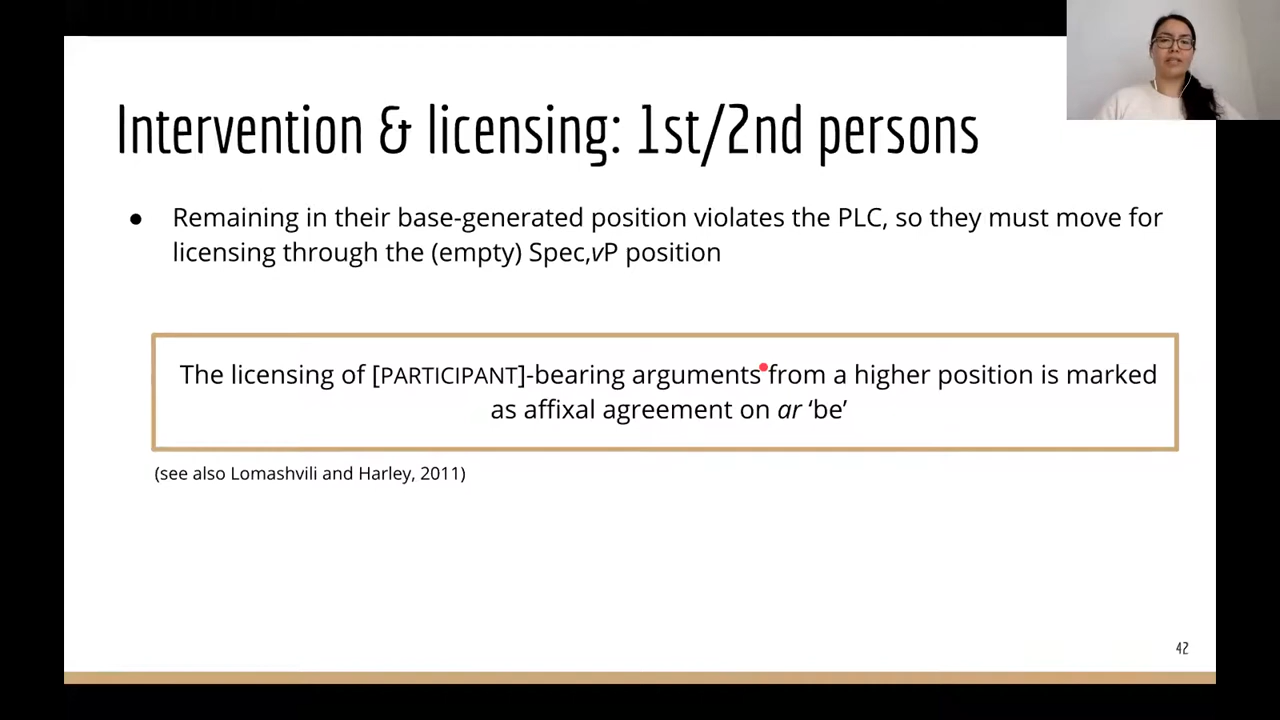 Intervention & licensing: 1st/2nd persons
● Remaining in their base-generated position violates the PLC, so they must move for
licensing through the (empty) Spec,vP position
The licensing of [PARTICIPANT]-bearing arguments from a higher position is marked
as affixal agreement on ar ‘be’
(see also Lomashvili and Harley, 2011)
42